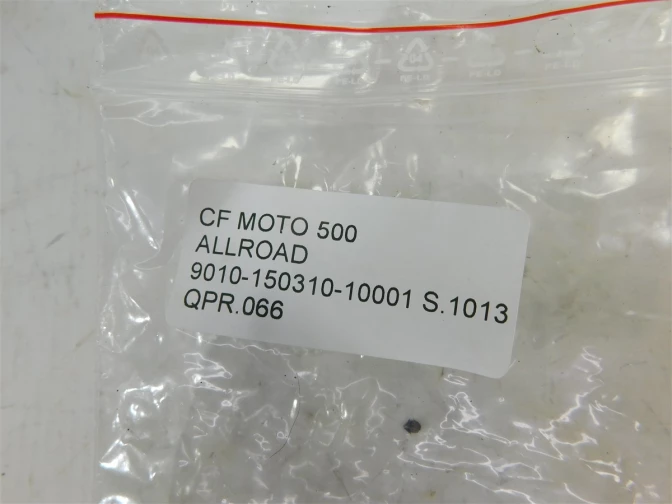 CF MOTO 500
ALLROAD
9010-150310-10001 S.1013
QPR.066